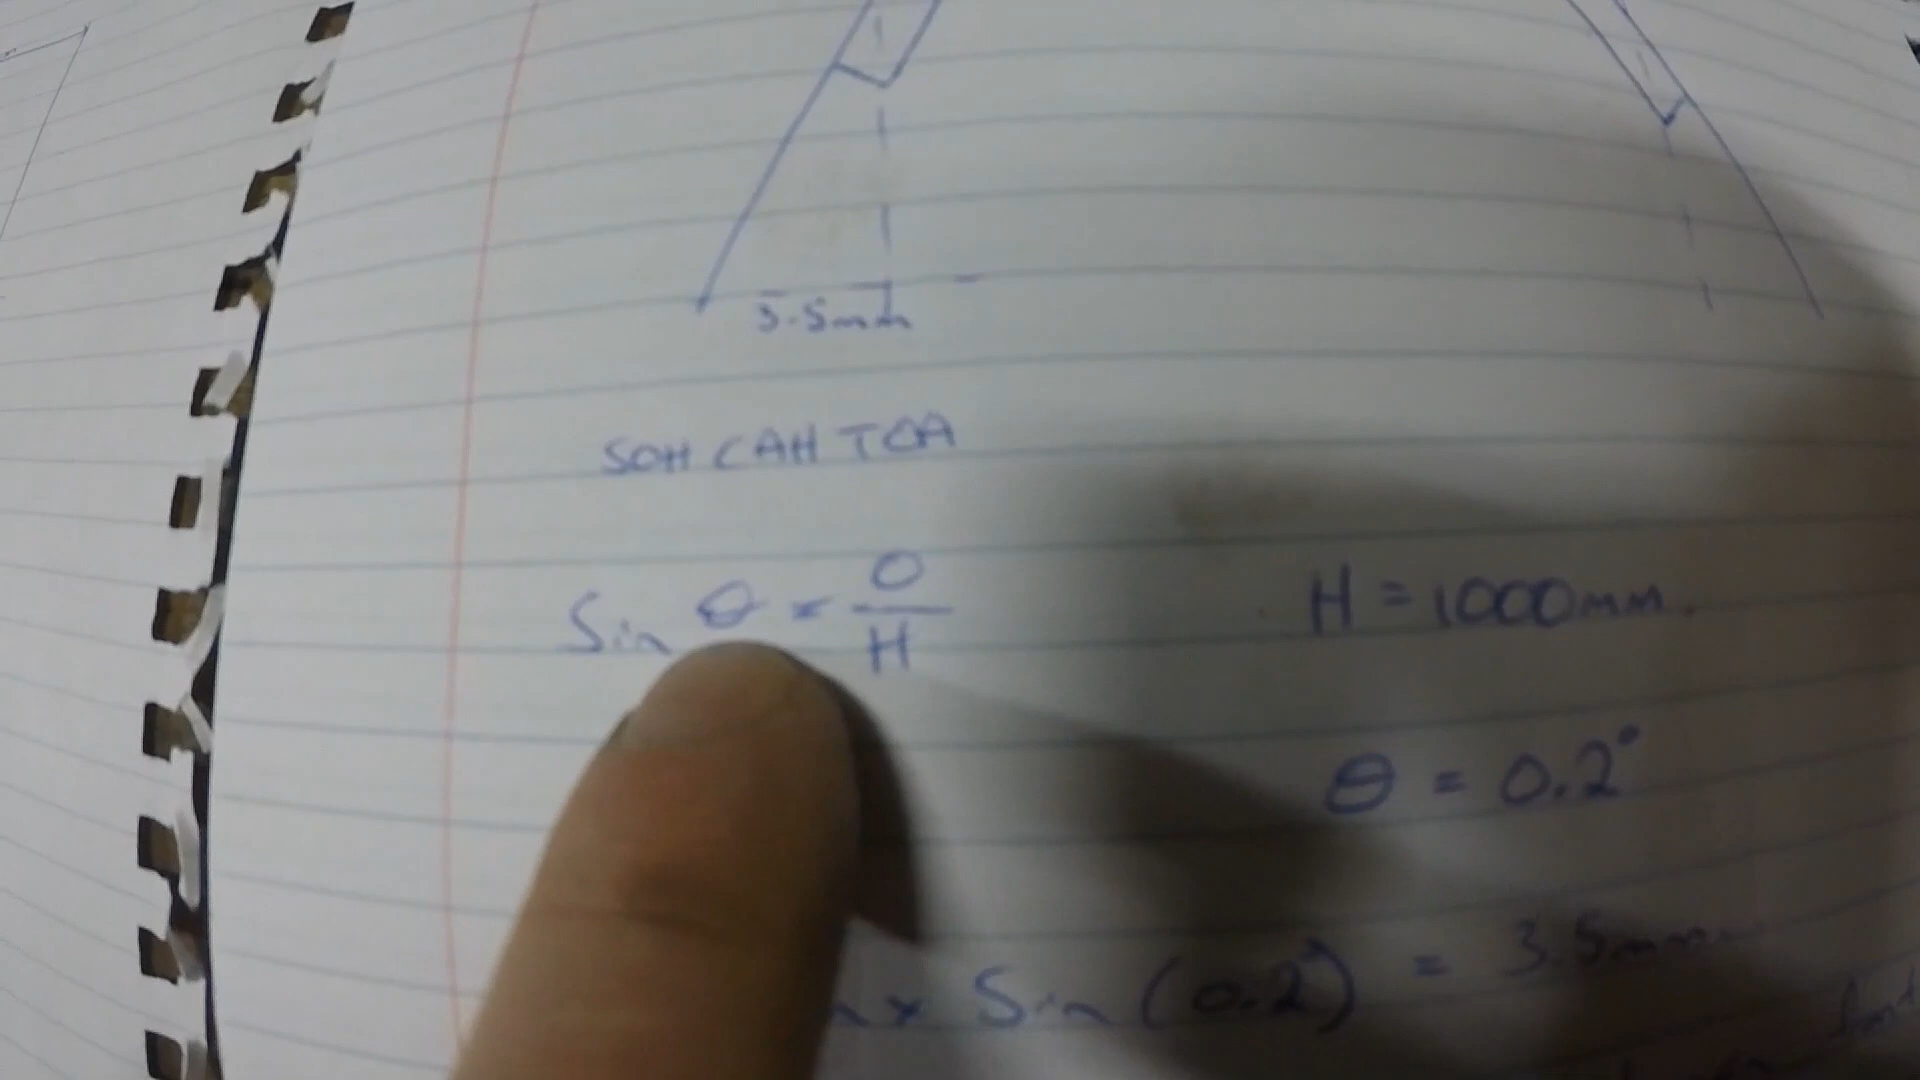 3.5mm
SOH CAH TOA
Sin θ = O/H
H = 1000mm.
θ = 0.2°
x Sin (0.2°) = 3.5mm